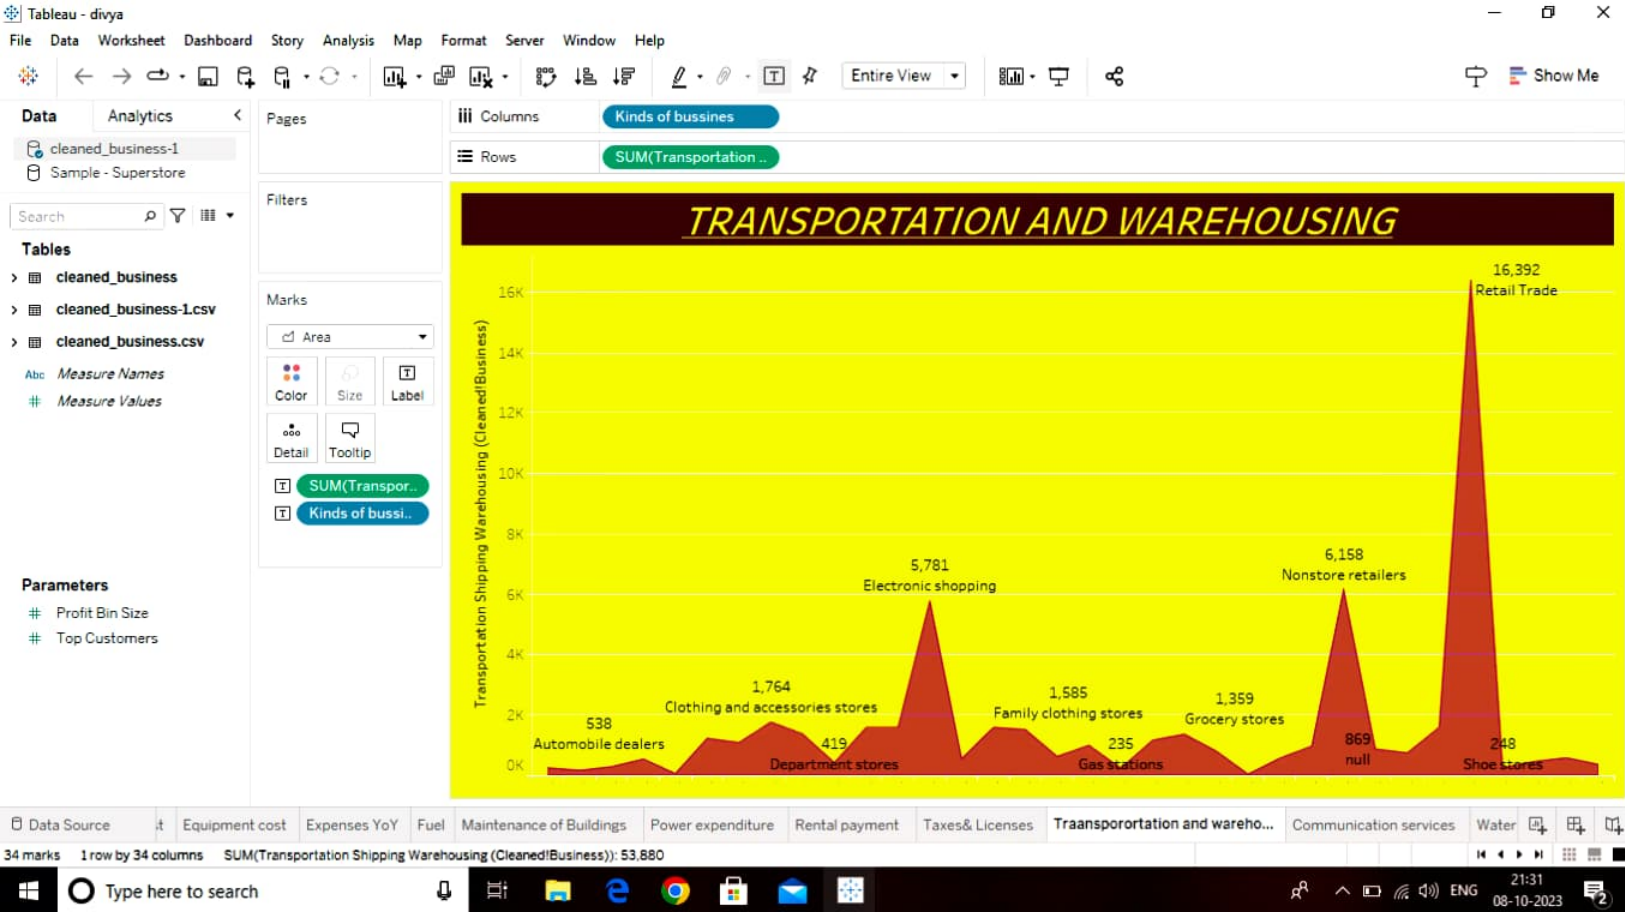 Tableau - divya
File Data Worksheet Dashboard Story Analysis Map Format Server Window Help
Entire View
Show Me
Data Analytics
cleaned_business-1
Sample - Superstore
Search
Tables
cleaned_business
cleaned_business-1.csv
cleaned_business.csv
Abc Measure Names
# Measure Values
Parameters
# Profit Bin Size
# Top Customers
Pages
Filters
Marks
Area
Color Size Label
Detail Tooltip
SUM(Transpor..
Kinds of bussi..
Columns Kinds of bussines
Rows SUM(Transportation ..
TRANSPORTATION AND WAREHOUSING
Transportation Shipping Warehousing (Cleaned!Business)
16K
14K
12K
10K
8K
6K
4K
2K
0K
16,392
Retail Trade
6,158
Nonstore retailers
5,781
Electronic shopping
1,764
Clothing and accessories stores
1,585
Family clothing stores
1,359
Grocery stores
538
Automobile dealers
419
Department stores
235
Gas stations
869
null
248
Shoe stores
Data Source
Equipment cost
Expenses YoY
Fuel
Maintenance of Buildings
Power expenditure
Rental payment
Taxes& Licenses
Traansporortation and wareho...
Communication services
Water
34 marks 1 row by 34 columns SUM(Transportation Shipping Warehousing (Cleaned!Business)): 53,880
Type here to search
ENG
21:31
08-10-2023
2